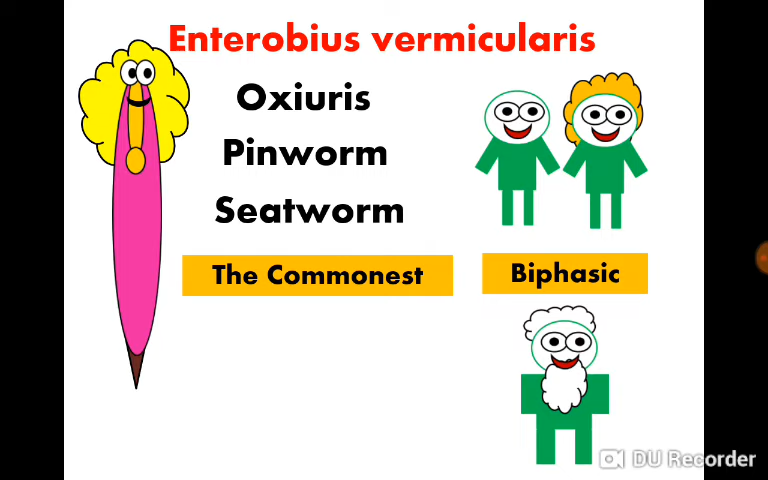 Enterobius vermicularis
Oxiuris
Pinworm
Seatworm
The Commonest
Biphasic
DU Recorder